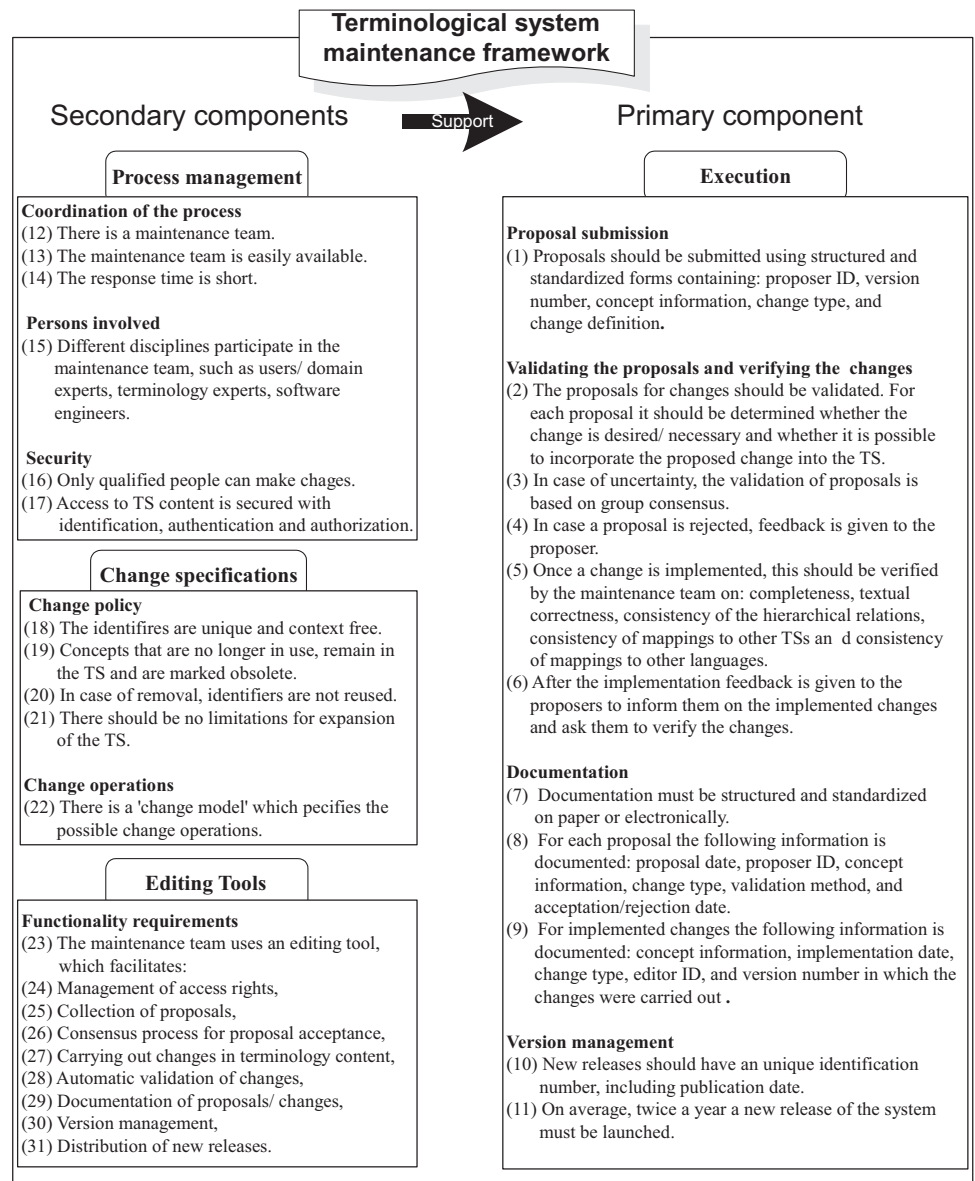 Terminological system
maintenance framework
Secondary components
Support
Primary component
Process management
Coordination of the process
(12) There is a maintenance team.
(13) The maintenance team is easily available.
(14) The response time is short.
Persons involved
(15) Different disciplines participate in the
maintenance team, such as users/ domain
experts, terminology experts, software
engineers.
Security
(16) Only qualified people can make chages.
(17) Access to TS content is secured with
identification, authentication and authorization.
Change specifications
Change policy
(18) The identifires are unique and context free.
(19) Concepts that are no longer in use, remain in
the TS and are marked obsolete.
(20) In case of removal, identifiers are not reused.
(21) There should be no limitations for expansion
of the TS.
Change operations
(22) There is a 'change model' which pecifies the
possible change operations.
Editing Tools
Functionality requirements
(23) The maintenance team uses an editing tool,
which facilitates:
(24) Management of access rights,
(25) Collection of proposals,
(26) Consensus process for proposal acceptance,
(27) Carrying out changes in terminology content,
(28) Automatic validation of changes,
(29) Documentation of proposals/ changes,
(30) Version management,
(31) Distribution of new releases.
Execution
Proposal submission
(1) Proposals should be submitted using structured and
standardized forms containing: proposer ID, version
number, concept information, change type, and
change definition.
Validating the proposals and verifying the changes
(2) The proposals for changes should be validated. For
each proposal it should be determined whether the
change is desired/ necessary and whether it is possible
to incorporate the proposed change into the TS.
(3) In case of uncertainty, the validation of proposals is
based on group consensus.
(4) In case a proposal is rejected, feedback is given to the
proposer.
(5) Once a change is implemented, this should be verified
by the maintenance team on: completeness, textual
correctness, consistency of the hierarchical relations,
consistency of mappings to other TSs an d consistency
of mappings to other languages.
(6) After the implementation feedback is given to the
proposers to inform them on the implemented changes
and ask them to verify the changes.
Documentation
(7) Documentation must be structured and standardized
on paper or electronically.
(8) For each proposal the following information is
documented: proposal date, proposer ID, concept
information, change type, validation method, and
acceptation/rejection date.
(9) For implemented changes the following information is
documented: concept information, implementation date,
change type, editor ID, and version number in which the
changes were carried out .
Version management
(10) New releases should have an unique identification
number, including publication date.
(11) On average, twice a year a new release of the system
must be launched.